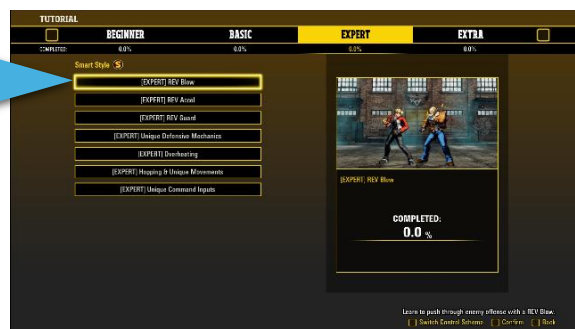 TUTORIAL
BEGINNER BASIC EXPERT EXTRA
COMPLETED: 0.0% 0.0% 0.0% 0.0%
Smart Style S
[EXPERT] REV Blow
[EXPERT] REV Accel
[EXPERT] REV Guard
[EXPERT] Unique Defensive Mechanics
[EXPERT] Overheating
[EXPERT] Hopping & Unique Movements
[EXPERT] Unique Command Inputs
[EXPERT] REV Blow
COMPLETED:
0.0 %
Learn to push through enemy offense with a REV Blow.
[ ] Switch Control Scheme [ ] Confirm [ ] Back